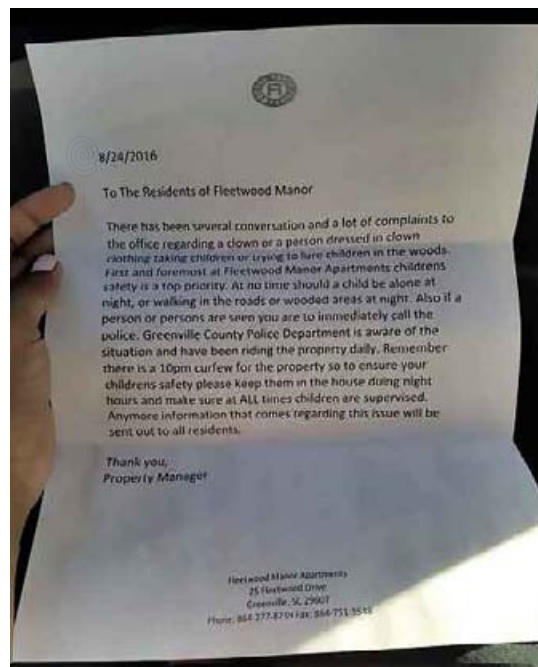 8/24/2016
To The Residents of Fleetwood Manor
There has been several conversation and a lot of complaints to
the office regarding a clown or a person dressed in clown
clothing taking children or trying to lure children in the woods.
First and foremost at Fleetwood Manor Apartments childrens
safety is a top priority. At no time should a child be alone at
night, or walking in the roads or wooded areas at night. Also if a
person or persons are seen you are to immediately call the
police. Greenville County Police Department is aware of the
situation and have been riding the property daily. Remember
there is a 10pm curfew for the property so to ensure your
childrens safety please keep them in the house during night
hours and make sure at ALL times children are supervised.
Anymore information that comes regarding this issue will be
sent out to all residents.
Thank you,
Property Manager
Fleetwood Manor Apartments
25 Fleetwood Drive
Greenville, SC
Phone: Fax: